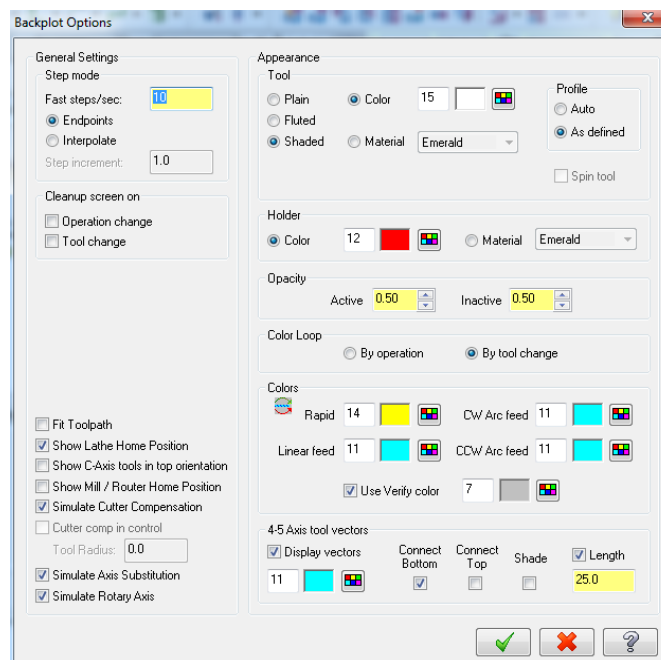 Backplot Options
General Settings
Step mode
Fast steps/sec: 10
Endpoints
Interpolate
Step increment: 1.0
Cleanup screen on
Operation change
Tool change
Fit Toolpath
Show Lathe Home Position
Show C-Axis tools in top orientation
Show Mill / Router Home Position
Simulate Cutter Compensation
Cutter comp in control
Tool Radius: 0.0
Simulate Axis Substitution
Simulate Rotary Axis
Appearance
Tool
Plain Color 15
Fluted
Shaded Material Emerald
Profile
Auto
As defined
Spin tool
Holder
Color 12 Material Emerald
Opacity
Active 0.50 Inactive 0.50
Color Loop
By operation By tool change
Colors
Rapid 14 CW Arc feed 11
Linear feed 11 CCW Arc feed 11
Use Verify color 7
4-5 Axis tool vectors
Display vectors Connect Bottom Connect Top Shade Length
11 25.0